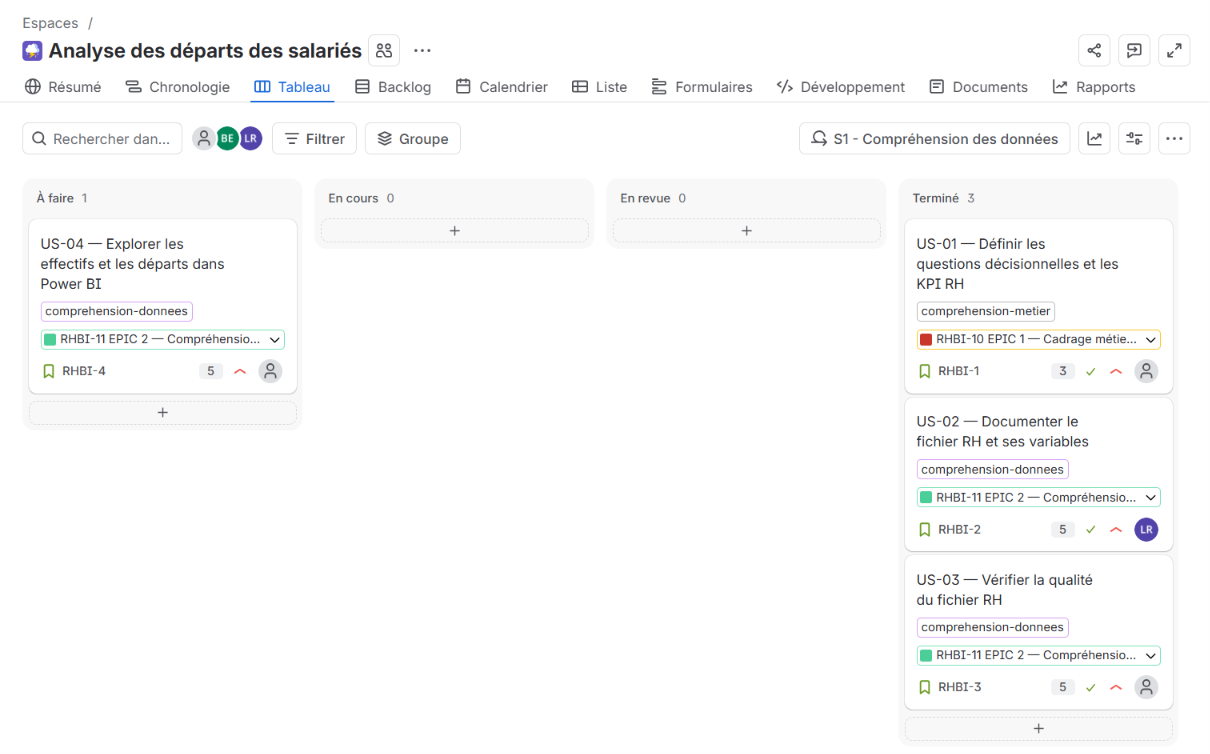 Espaces /
Analyse des départs des salariés
Résumé Chronologie Tableau Backlog Calendrier Liste Formulaires Développement Documents Rapports
Rechercher dan... BE LR Filtrer Groupe S1 - Compréhension des données
À faire 1
US-04 — Explorer les
effectifs et les départs dans
Power BI
comprehension-donnees
RHBI-11 EPIC 2 — Compréhensio...
RHBI-4 5
En cours 0
En revue 0
Terminé 3
US-01 — Définir les
questions décisionnelles et les
KPI RH
comprehension-metier
RHBI-10 EPIC 1 — Cadrage métie...
RHBI-1 3
US-02 — Documenter le
fichier RH et ses variables
comprehension-donnees
RHBI-11 EPIC 2 — Compréhensio...
RHBI-2 5 LR
US-03 — Vérifier la qualité
du fichier RH
comprehension-donnees
RHBI-11 EPIC 2 — Compréhensio...
RHBI-3 5